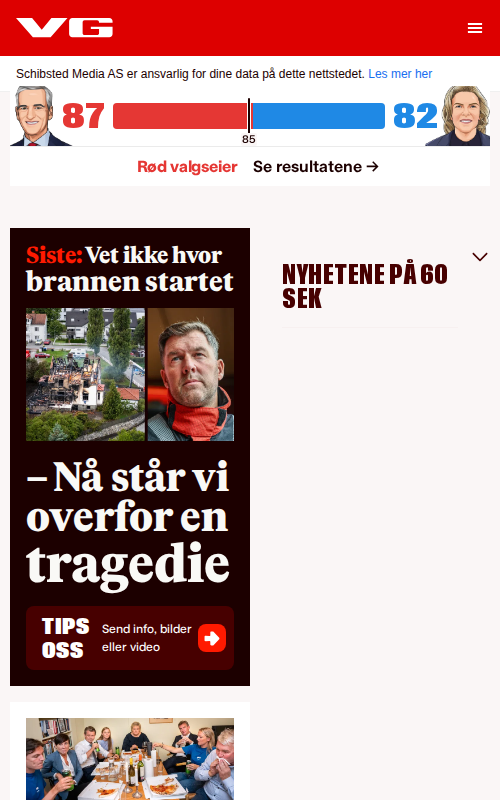 VG
Schibsted Media AS er ansvarlig for dine data på dette nettstedet. Les mer her
87
82
85
Rød valgseier Se resultatene →
Siste: Vet ikke hvor
brannen startet
– Nå står vi
overfor en
tragedie
TIPS
OSS
Send info, bilder
eller video
NYHETENE PÅ 60
SEK